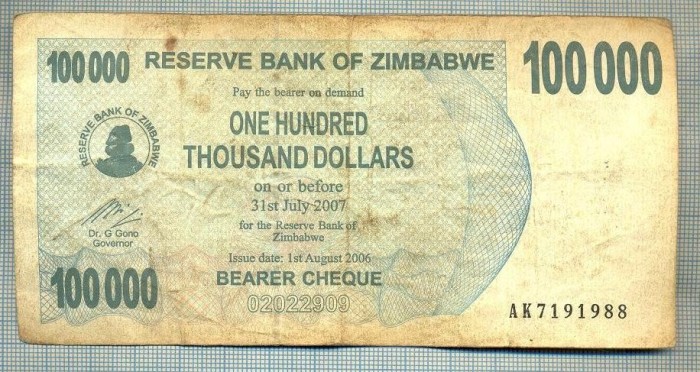 100 000 RESERVE BANK OF ZIMBABWE 100 000
Pay the bearer on demand
RESERVE BANK OF ZIMBABWE
ONE HUNDRED
THOUSAND DOLLARS
on or before
31st July 2007
for the Reserve Bank of
Zimbabwe
Dr. G Gono
Governor
Issue date: 1st August 2006
100 000 BEARER CHEQUE
02022909
AK7191988